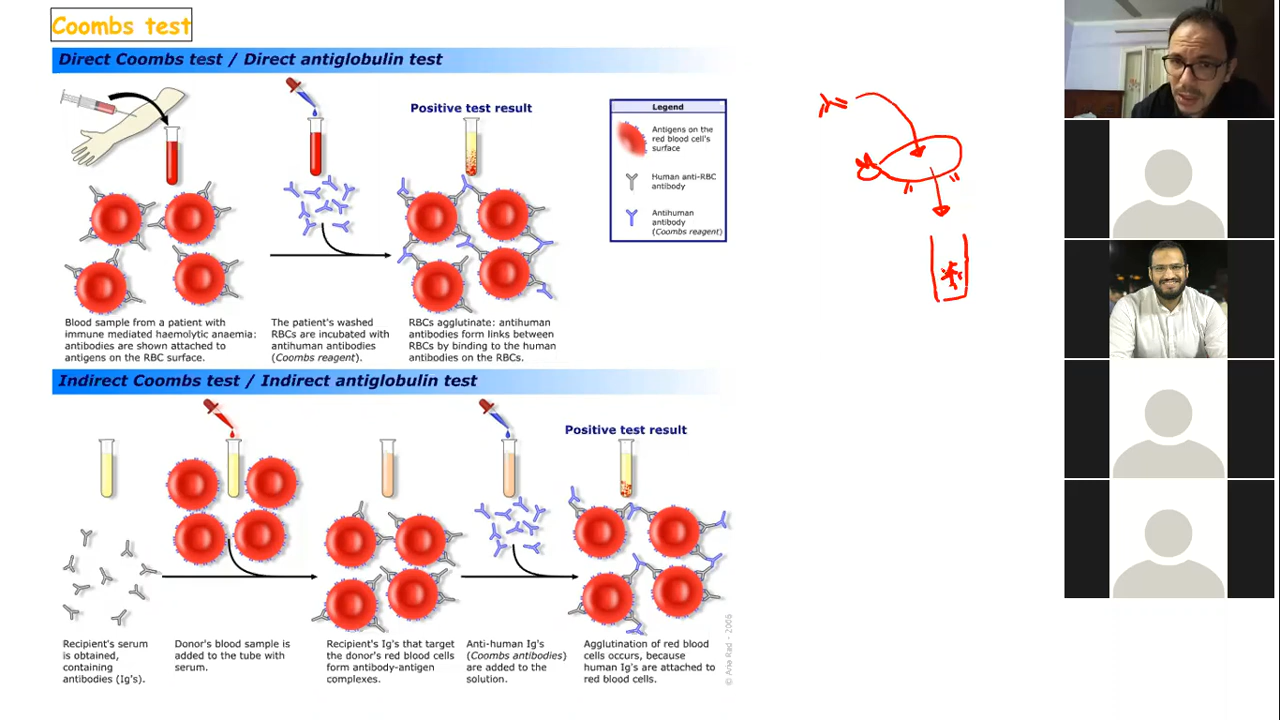 Coombs test
Direct Coombs test / Direct antiglobulin test
Positive test result
Legend
Antigens on the
red blood cell's
surface
Human anti-RBC
antibody
Antihuman
antibody
(Coombs reagent)
Blood sample from a patient with
immune mediated haemolytic anaemia:
antibodies are shown attached to
antigens on the RBC surface.
The patient's washed
RBCs are incubated with
antihuman antibodies
(Coombs reagent).
RBCs agglutinate: antihuman
antibodies form links between
RBCs by binding to the human
antibodies on the RBCs.
Indirect Coombs test / Indirect antiglobulin test
Positive test result
Recipient's serum
is obtained,
containing
antibodies (Ig's).
Donor's blood sample is
added to the tube with
serum.
Recipient's Ig's that target
the donor's red blood cells
form antibody-antigen
complexes.
Anti-human Ig's
(Coombs antibodies)
are added to the
solution.
Agglutination of red blood
cells occurs, because
human Ig's are attached to
red blood cells.
© Aria Rad - 2006